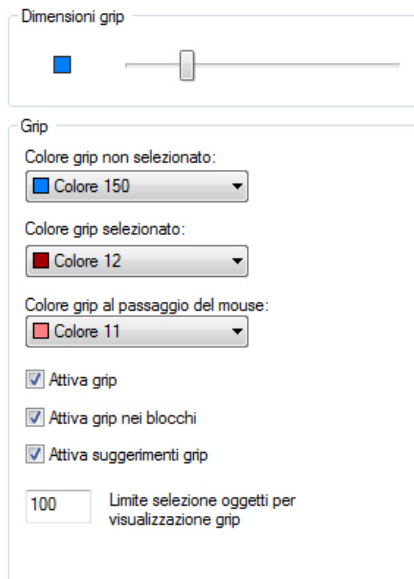 Dimensioni grip
Grip
Colore grip non selezionato:
Colore 150
Colore grip selezionato:
Colore 12
Colore grip al passaggio del mouse:
Colore 11
Attiva grip
Attiva grip nei blocchi
Attiva suggerimenti grip
100 Limite selezione oggetti per
visualizzazione grip